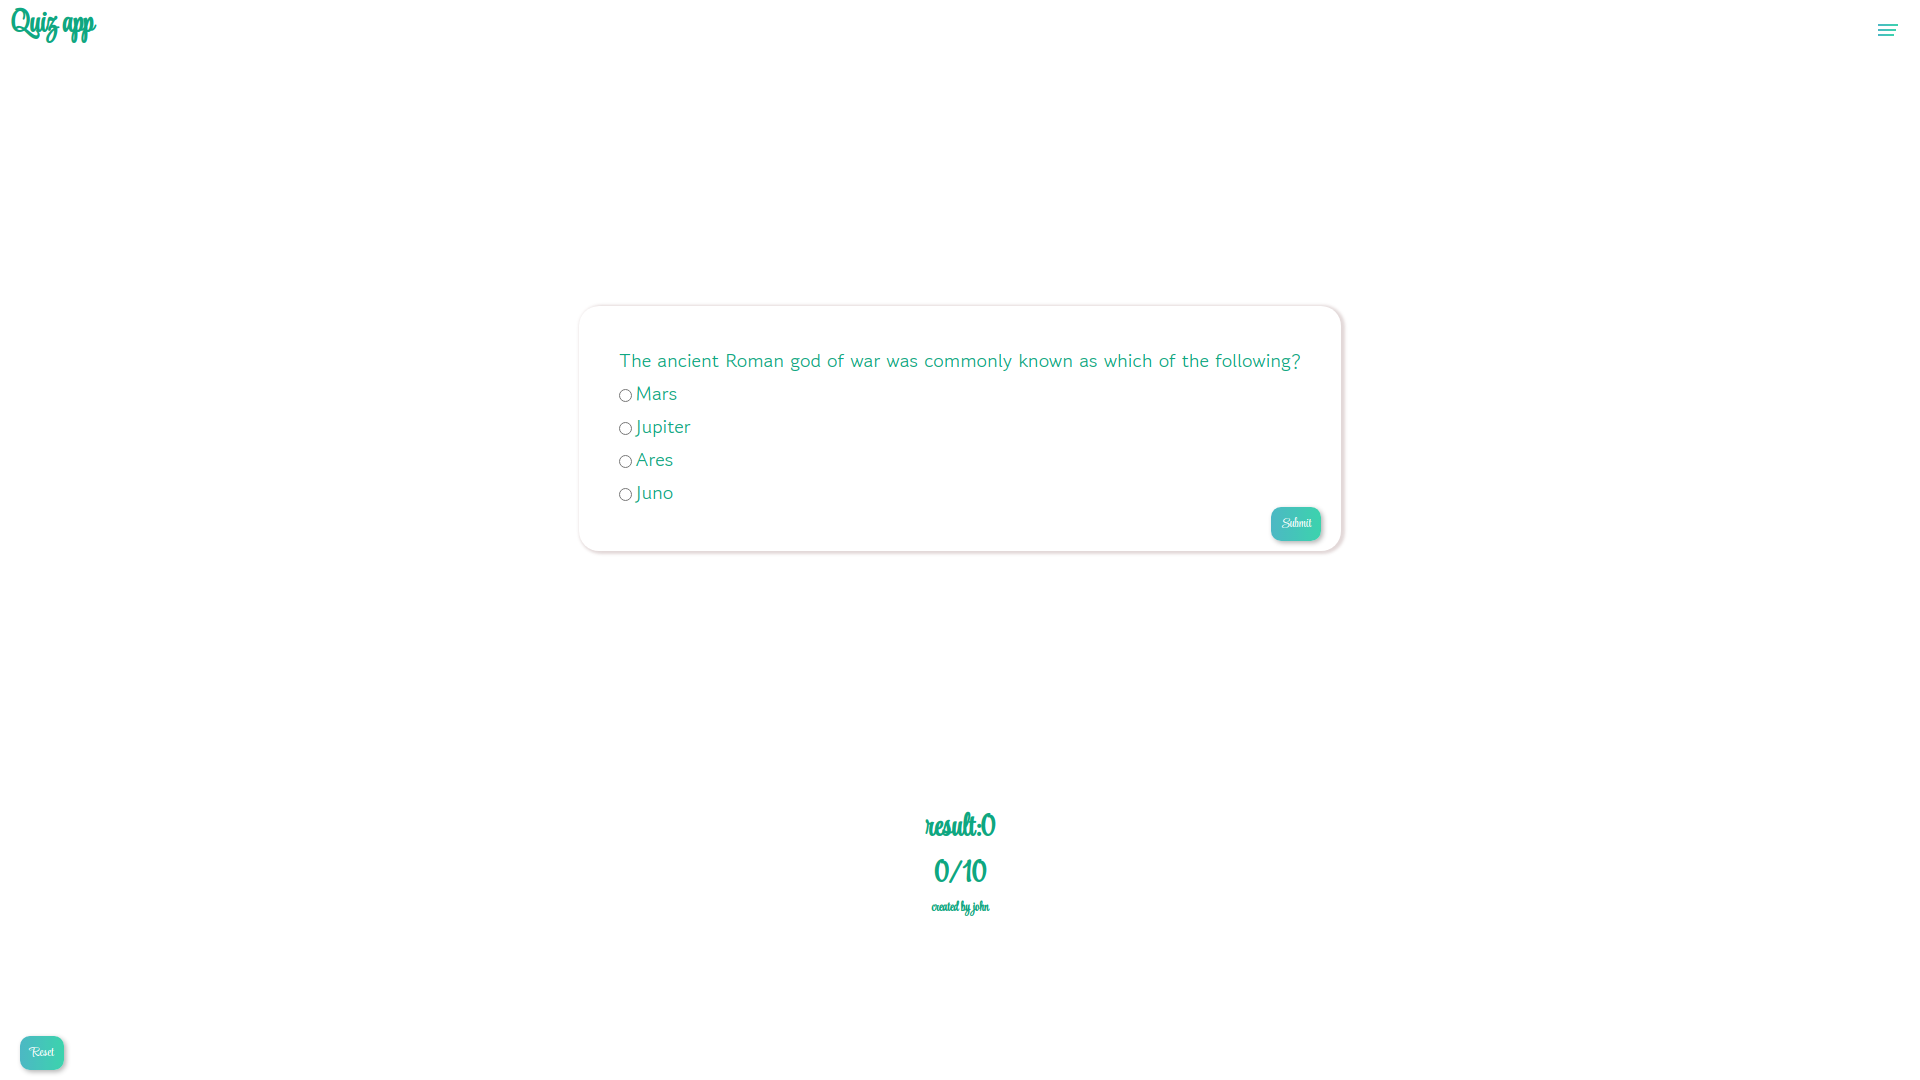 Quiz app
The ancient Roman god of war was commonly known as which of the following?
Mars
Jupiter
Ares
Juno
Submit
result:0
0/10
created by john
Reset